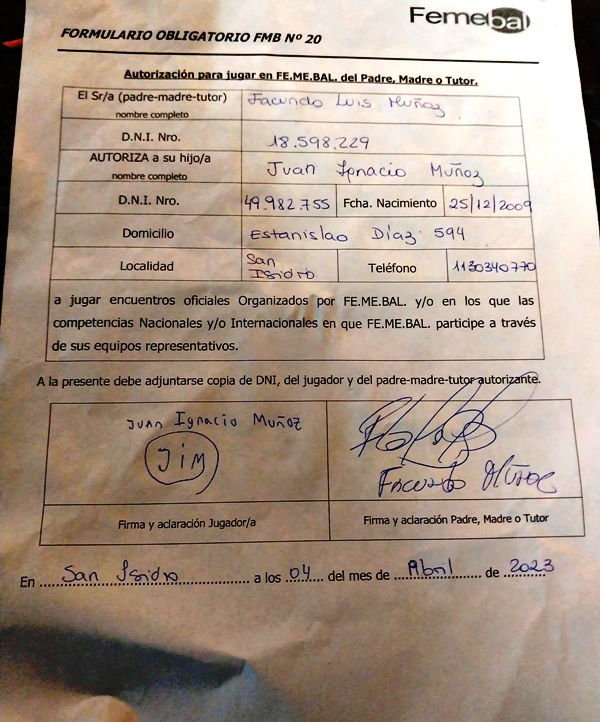 Femebal
FORMULARIO OBLIGATORIO FMB Nº 20
Autorización para jugar en FE.ME.BAL. del Padre, Madre o Tutor.
El Sr/a (padre-madre-tutor) Facundo Luis Muñoz
nombre completo
D.N.I. Nro. 18.598.229
AUTORIZA a su hijo/a Juan Ignacio Muñoz
nombre completo
D.N.I. Nro. 49.982.755 Fcha. Nacimiento 25/12/2009
Domicilio Estanislao Díaz 594
Localidad San Isidro Teléfono 1130340770
a jugar encuentros oficiales Organizados por FE.ME.BAL. y/o en los que las
competencias Nacionales y/o Internacionales en que FE.ME.BAL. participe a través
de sus equipos representativos.
A la presente debe adjuntarse copia de DNI, del jugador y del padre-madre-tutor autorizante.
Juan Ignacio Muñoz
JIM
Facundo Muñoz
Firma y aclaración Jugador/a Firma y aclaración Padre, Madre o Tutor
En San Isidro a los 04 del mes de Abril de 2023